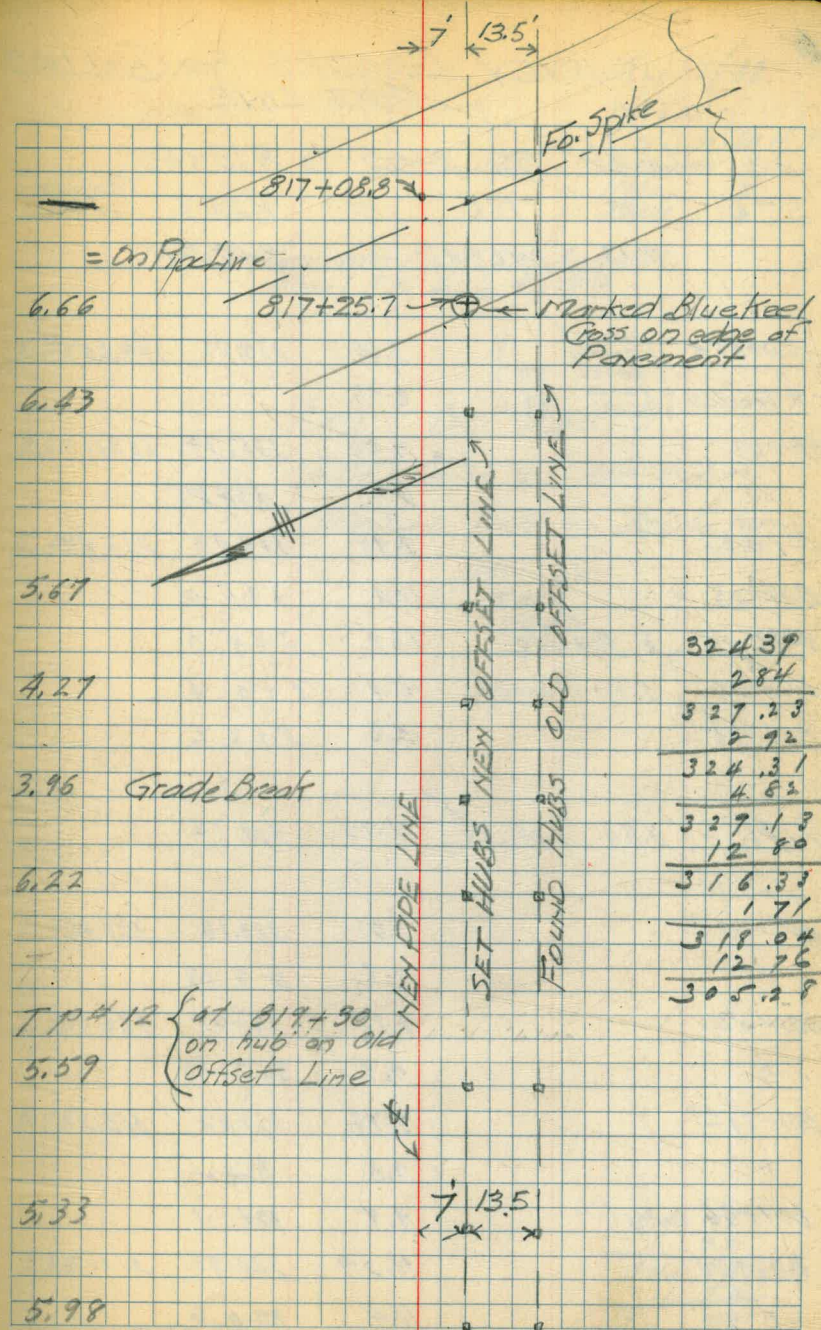 7' 13.5'
Fo. Spike
817+08.8
= On Pipe Line
6.66 817+25.7 Marked Blue Keel
Cross on edge of
Pavement
6.43
5.67
4.27
3.96 Grade Break
6.22
TP#12 { at 819+50
on hub on Old
5.59 Offset Line
℄
5.33 7' 13.5
5.98
NEW PIPE LINE
SET HUBS NEW OFFSET LINE
FOUND HUBS OLD OFFSET LINE
324.39
2 84
327.23
2 92
324.31
4 82
329.13
12 80
316.33
1 71
318.04
12 76
305.28